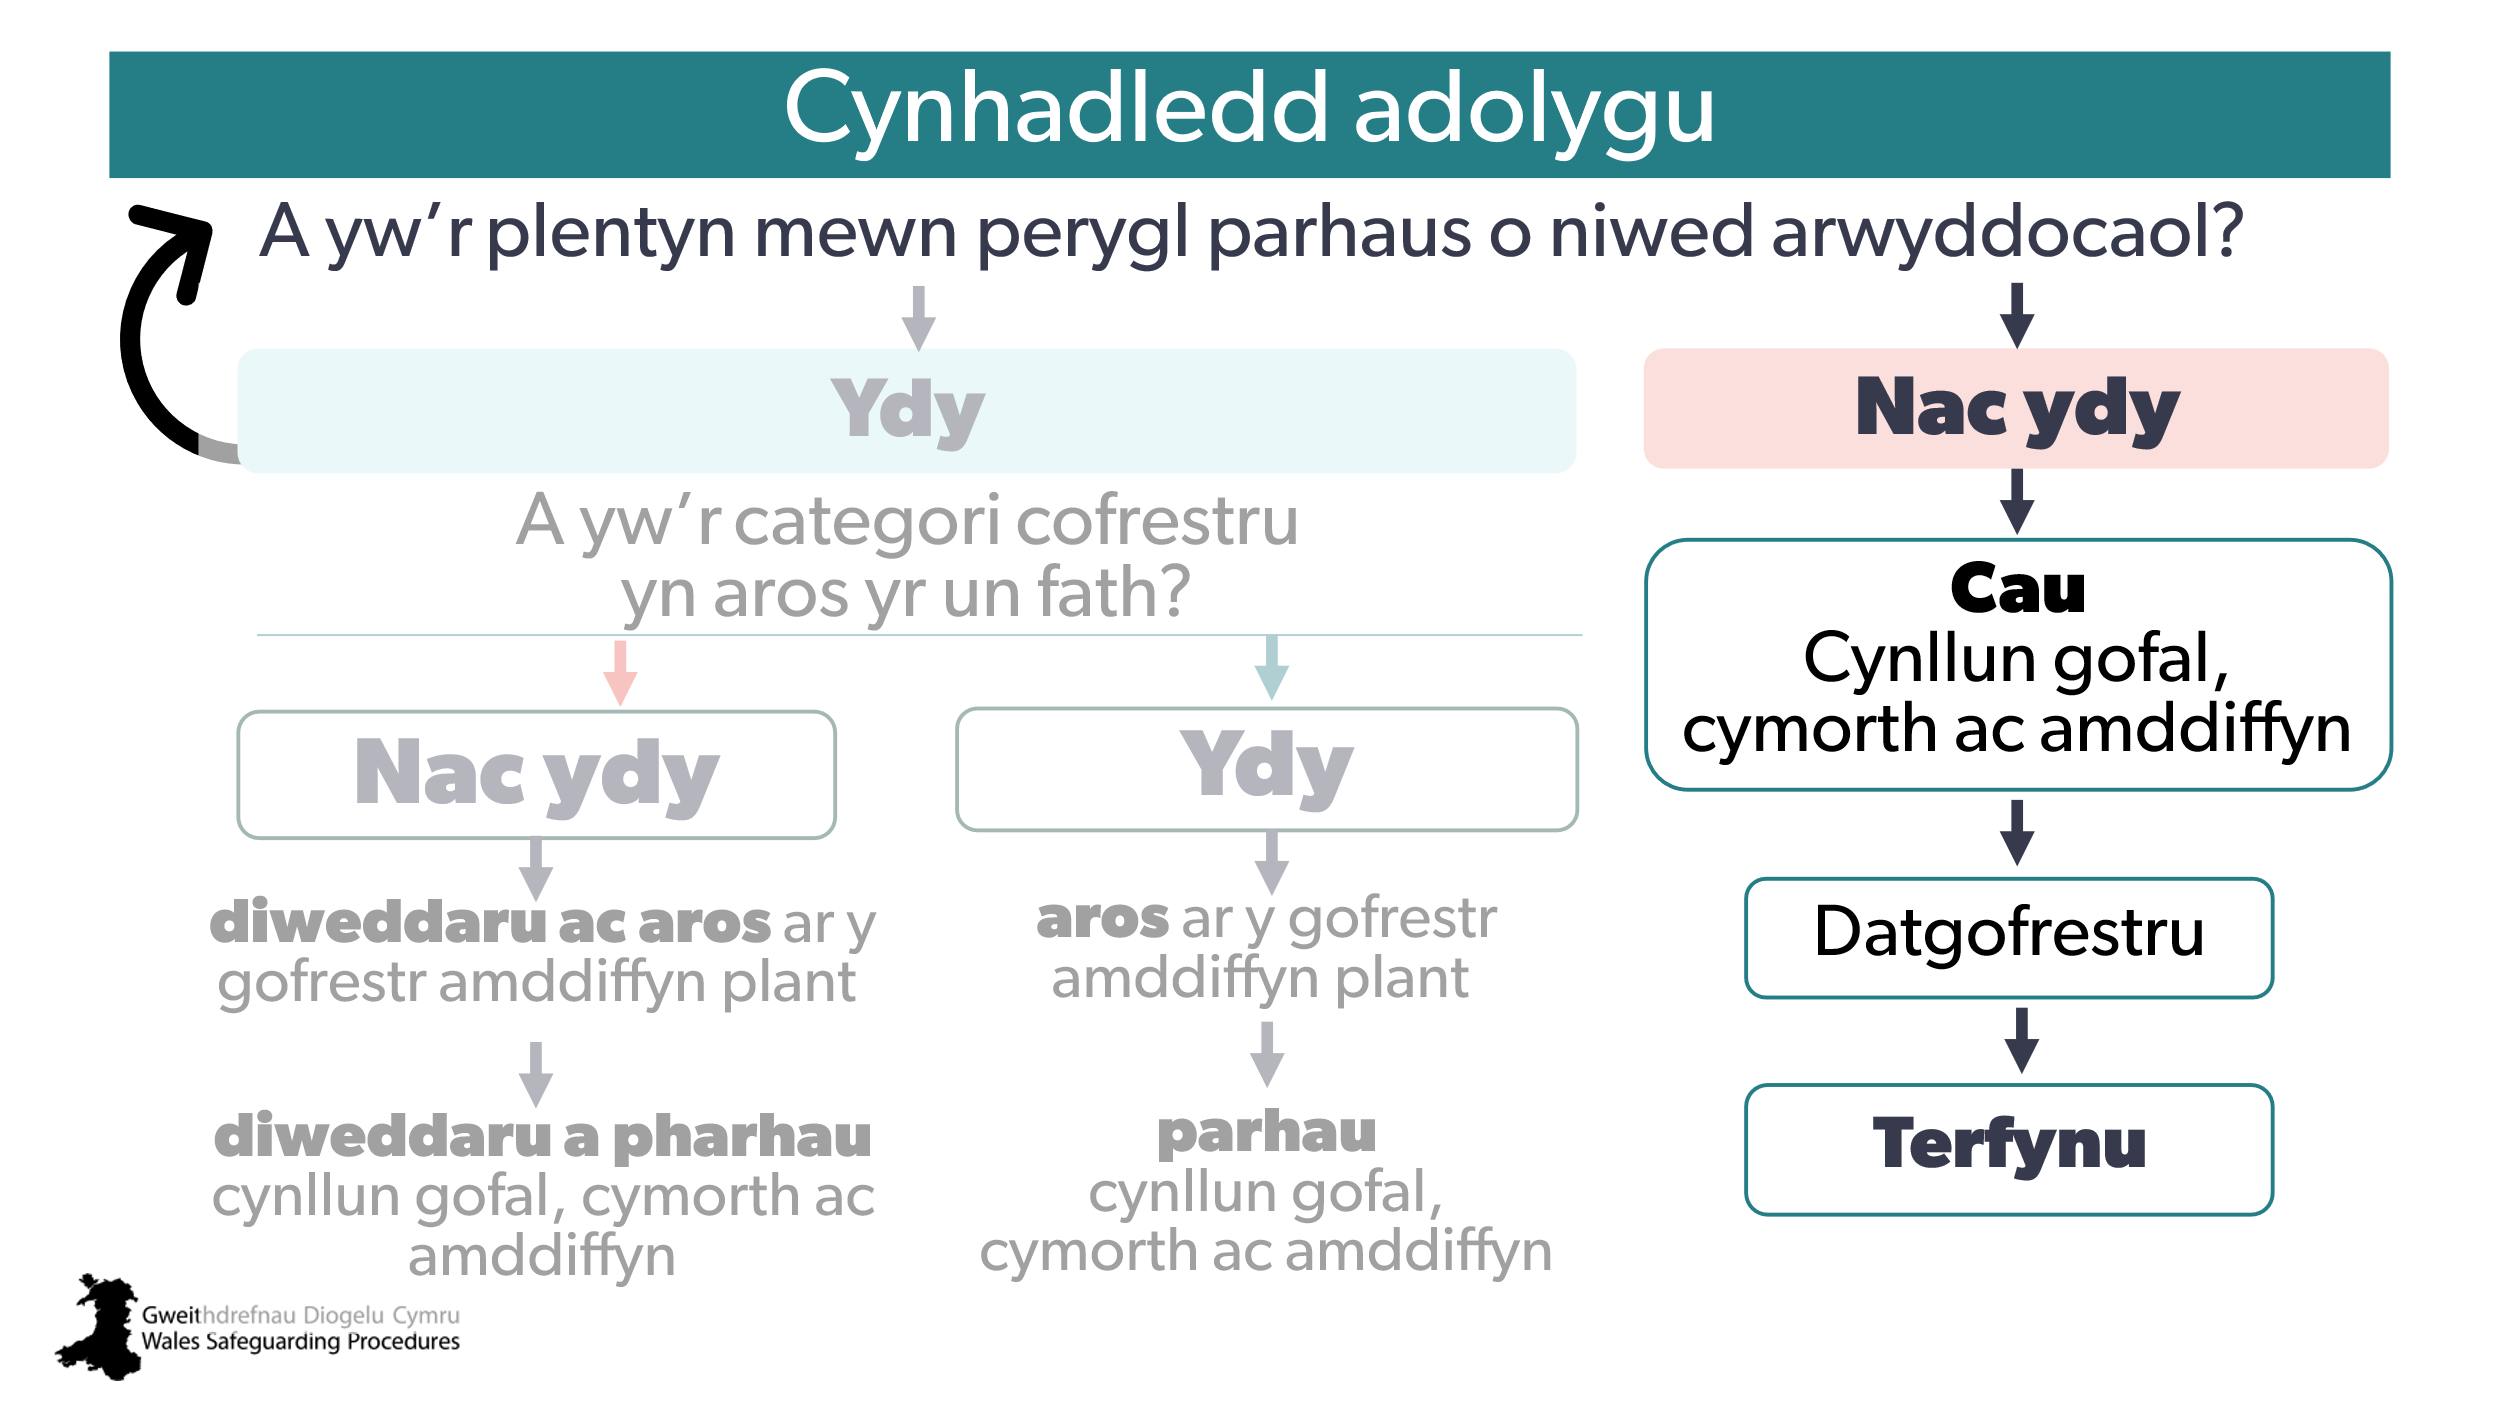 Cynhadledd adolygu
A yw’r plentyn mewn perygl parhaus o niwed arwyddocaol?
Ydy
A yw’r categori cofrestru
yn aros yr un fath?
Nac ydy
diweddaru ac aros ar y
gofrestr amddiffyn plant
diweddaru a pharhau
cynllun gofal, cymorth ac
amddiffyn
Ydy
aros ar y gofrestr
amddiffyn plant
parhau
cynllun gofal,
cymorth ac amddiffyn
Nac ydy
Cau
Cynllun gofal,
cymorth ac amddiffyn
Datgofrestru
Terfynu
Gweithdrefnau Diogelu Cymru
Wales Safeguarding Procedures